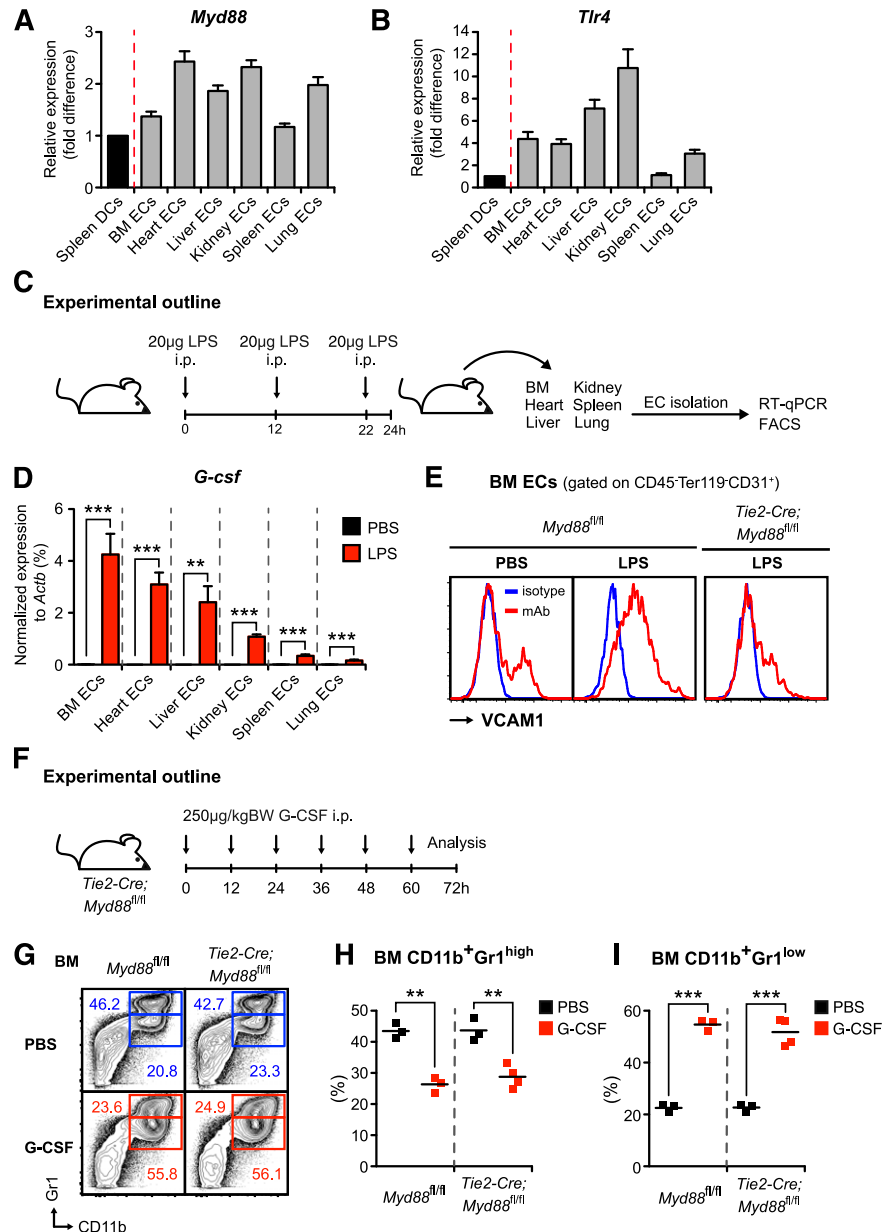 A
Myd88
Relative expression
(fold difference)
3
2
1
0
Spleen DCs
BM ECs
Heart ECs
Liver ECs
Kidney ECs
Spleen ECs
Lung ECs
B
Tlr4
Relative expression
(fold difference)
14
12
10
8
6
4
2
0
Spleen DCs
BM ECs
Heart ECs
Liver ECs
Kidney ECs
Spleen ECs
Lung ECs
C
Experimental outline
20µg LPS 20µg LPS 20µg LPS
i.p. i.p. i.p.
0 12 22 24h
BM Kidney
Heart Spleen
Liver Lung
EC isolation
RT-qPCR
FACS
D
G-csf
Normalized expression
to Actb (%)
6
4
2
0
*** *** ** *** *** ***
PBS
LPS
BM ECs
Heart ECs
Liver ECs
Kidney ECs
Spleen ECs
Lung ECs
E
BM ECs (gated on CD45-Ter119-CD31+)
Myd88fl/fl
Tie2-Cre;
Myd88fl/fl
PBS LPS LPS
isotype
mAb
→ VCAM1
F
Experimental outline
250µg/kgBW G-CSF i.p.
Analysis
0 12 24 36 48 60 72h
Tie2-Cre;
Myd88fl/fl
G
BM
Myd88fl/fl
Tie2-Cre;
Myd88fl/fl
PBS
46.2 42.7
20.8 23.3
G-CSF
23.6 24.9
55.8 56.1
Gr1
CD11b
H
BM CD11b+Gr1high
** **
PBS
G-CSF
(%)
50
40
30
20
10
0
Myd88fl/fl
Tie2-Cre;
Myd88fl/fl
I
BM CD11b+Gr1low
*** ***
PBS
G-CSF
(%)
60
40
20
0
Myd88fl/fl
Tie2-Cre;
Myd88fl/fl